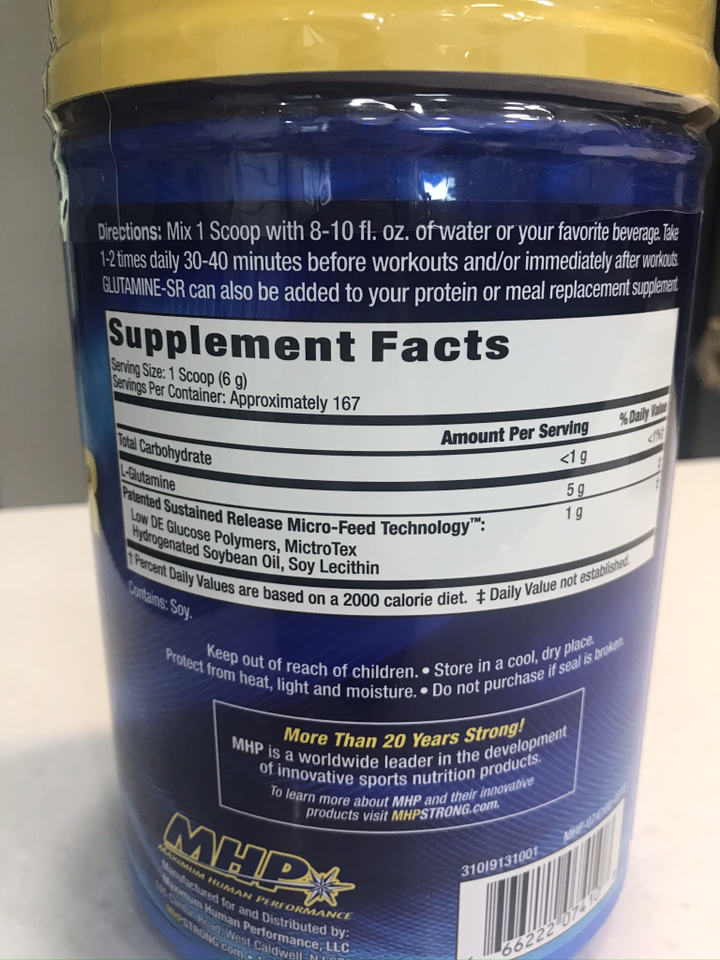 Directions: Mix 1 Scoop with 8-10 fl. oz. of water or your favorite beverage. Take
1-2 times daily 30-40 minutes before workouts and/or immediately after workouts.
GLUTAMINE-SR can also be added to your protein or meal replacement supplement.
Supplement Facts
Serving Size: 1 Scoop (6 g)
Servings Per Container: Approximately 167
Amount Per Serving % Daily Value
Total Carbohydrate <1 g <1%†
L-Glutamine 5 g ‡
Patented Sustained Release Micro-Feed Technology™: 1 g ‡
Low DE Glucose Polymers, MictroTex
Hydrogenated Soybean Oil, Soy Lecithin
† Percent Daily Values are based on a 2000 calorie diet. ‡ Daily Value not established.
Contains: Soy.
Keep out of reach of children. • Store in a cool, dry place.
Protect from heat, light and moisture. • Do not purchase if seal is broken.
More Than 20 Years Strong!
MHP is a worldwide leader in the development
of innovative sports nutrition products.
To learn more about MHP and their innovative
products visit MHPSTRONG.com.
MHP
MAXIMUM HUMAN PERFORMANCE
Manufactured for and Distributed by:
Maximum Human Performance, LLC
Road, West Caldwell, NJ
MHPSTRONG.com •
310I9131001
66222 07410